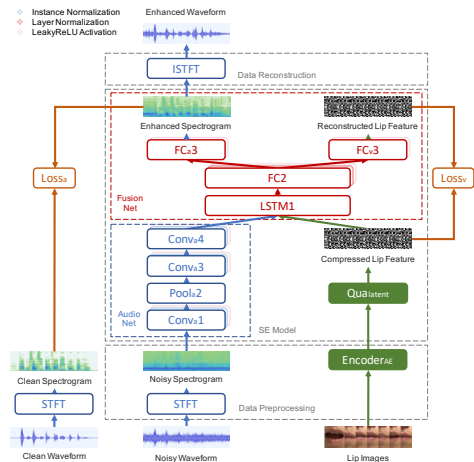 Instance Normalization
Layer Normalization
LeakyReLU Activation
Enhanced Waveform
ISTFT
Data Reconstruction
Enhanced Spectrogram
Reconstructed Lip Feature
FCₐ3
FCᵥ3
Lossₐ
FC2
Lossᵥ
Fusion
Net
LSTM1
Convₐ4
Compressed Lip Feature
Convₐ3
Poolₐ2
Qualatent
Audio
Net
Convₐ1
SE Model
EncoderAE
Clean Spectrogram
Noisy Spectrogram
STFT
STFT
Data Preprocessing
Clean Waveform
Noisy Waveform
Lip Images